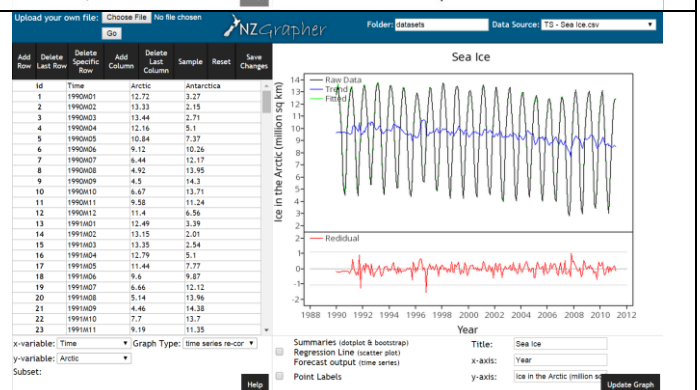 Upload your own file: Choose File No file chosen
Go
NZGrapher
Folder: datasets
Data Source: TS - Sea Ice.csv
Add Row
Delete Last Row
Delete Specific Row
Add Column
Delete Last Column
Sample
Reset
Save Changes
Id Time Arctic Antarctica
1 1990M01 12.72 3.27
2 1990M02 13.33 2.15
3 1990M03 13.44 2.71
4 1990M04 12.16 5.1
5 1990M05 10.84 7.37
6 1990M06 9.12 10.26
7 1990M07 6.44 12.17
8 1990M08 4.92 13.95
9 1990M09 4.5 14.3
10 1990M10 6.67 13.71
11 1990M11 9.58 11.24
12 1990M12 11.4 6.56
13 1991M01 12.49 3.39
14 1991M02 13.15 2.01
15 1991M03 13.35 2.54
16 1991M04 12.79 5.1
17 1991M05 11.44 7.77
18 1991M06 9.6 9.87
19 1991M07 6.66 12.12
20 1991M08 5.14 13.96
21 1991M09 4.46 14.38
22 1991M10 7.7 13.7
23 1991M11 9.19 11.35
Sea Ice
Ice in the Arctic (million sq km)
14
13
12
11
10
9
8
7
6
5
4
3
2
Raw Data
Trend
Fitted
2
1
0
-1
-2
Redidual
1988 1990 1992 1994 1996 1998 2000 2002 2004 2006 2008 2010 2012
Year
x-variable: Time
Graph Type: time series re-cor
y-variable: Arctic
Subset:
Help
Summaries (dotplot & bootstrap)
Regression Line (scatter plot)
Forecast output (time series)
Point Labels
Title: Sea Ice
x-axis: Year
y-axis: Ice in the Arctic (million sq
Update Graph